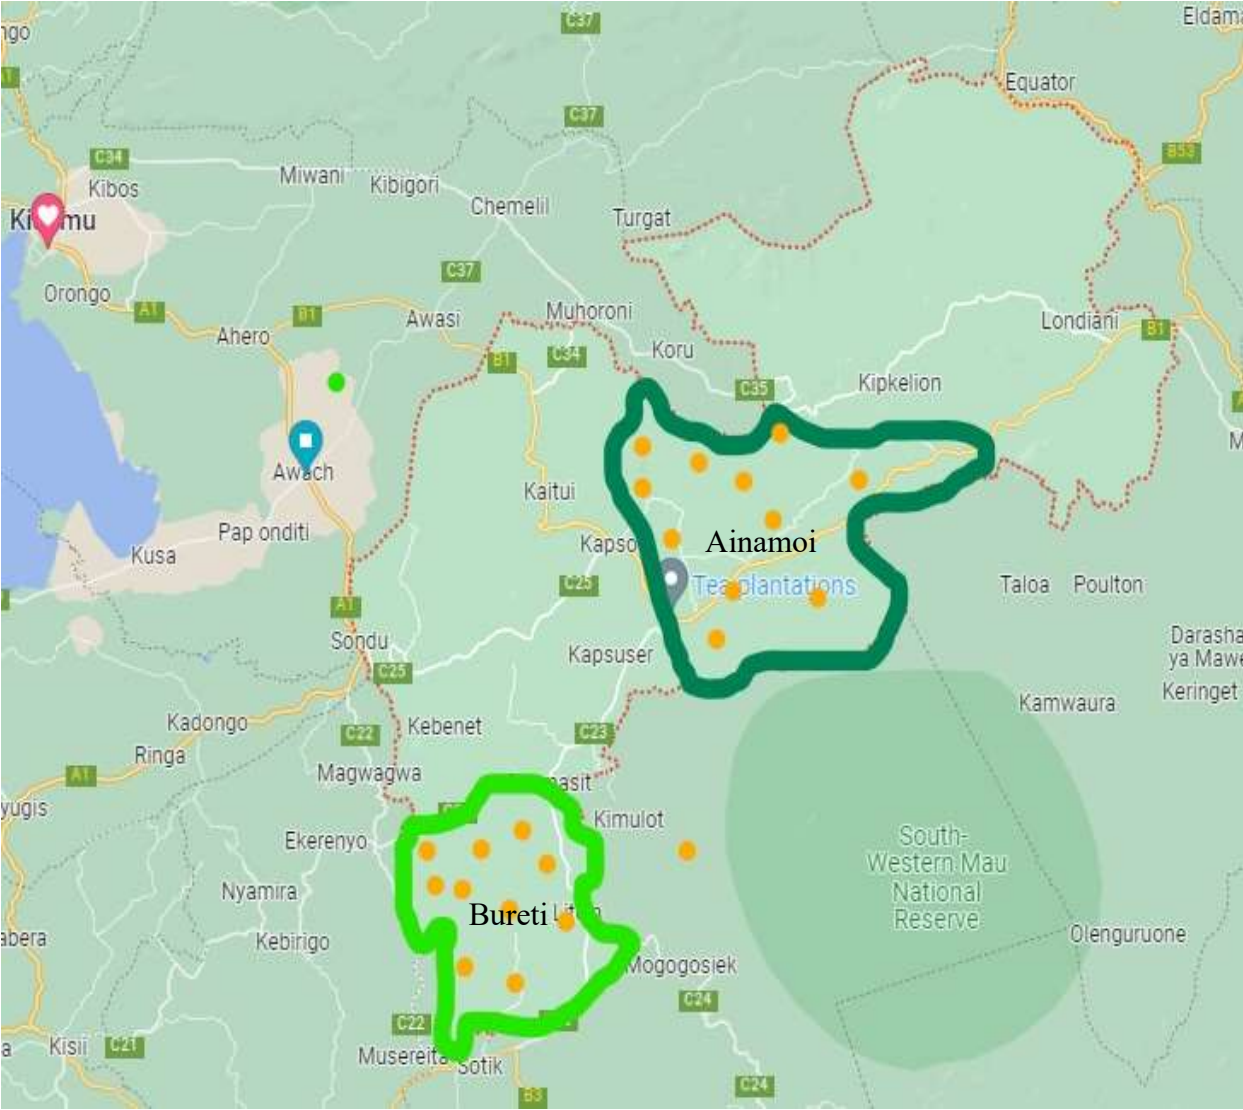 C37
Eldama
ngo
A1
Equator
C37
B53
C34
Kibos
Miwani
Kibigori
Chemelil
Turgat
C37
Orongo
A1
B1
Awasi
Muhoroni
Londiani
B1
Ahero
C34
Koru
B1
C35
Kipkelion
Awach
Kaitui
Pap onditi
Kapso
Ainamoi
Kusa
C25
Tea plantations
Taloa
Poulton
A1
Sondu
Kapsuser
C25
Darasha
ya Mawe
Keringet
Kamwaura
Kadongo
Kebenet
C22
C23
Ringa
Magwagwa
A1
asit
yugis
Kimulot
Ekerenyo
South-
Western Mau
National
Reserve
Nyamira
Bureti
abera
Kebirigo
Olenguruone
Mogogosiek
C24
C22
Kisii
C21
Musereita
Sotik
C24
B3